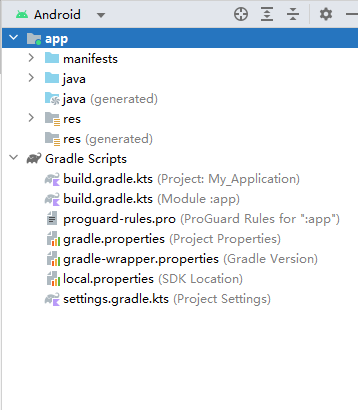 Android
app
manifests
java
java (generated)
res
res (generated)
Gradle Scripts
build.gradle.kts (Project: My_Application)
build.gradle.kts (Module :app)
proguard-rules.pro (ProGuard Rules for ":app")
gradle.properties (Project Properties)
gradle-wrapper.properties (Gradle Version)
local.properties (SDK Location)
settings.gradle.kts (Project Settings)